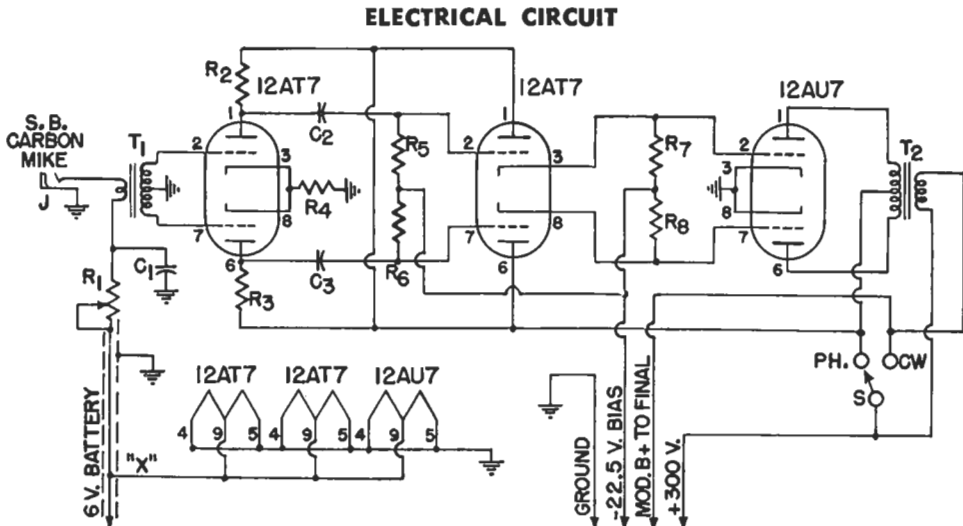 ELECTRICAL CIRCUIT
12AT7
12AT7
12AU7
S. B.
CARBON
MIKE
J
T1
R2
1
2
3
8
7
6
R4
C2
C3
R5
R6
R3
1
2
3
8
7
6
R7
R8
1
2
3
8
7
6
T2
R1
C1
PH.
CW
S
12AT7
12AT7
12AU7
4
9
5
4
9
5
4
9
5
"X"
6 V. BATTERY
GROUND
-22.5 V. BIAS
MOD. B+ TO FINAL
+300 V.